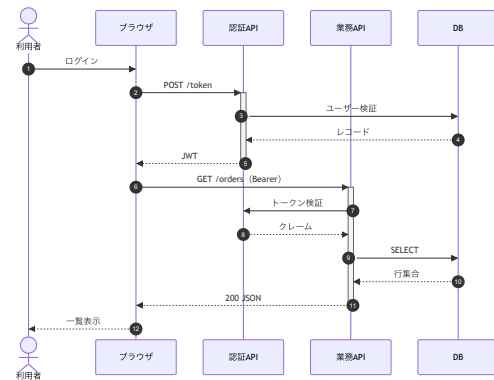 利用者
ブラウザ
認証API
業務API
DB
ログイン
1
POST /token
2
ユーザー検証
3
レコード
4
JWT
5
GET /orders（Bearer）
6
トークン検証
7
クレーム
8
SELECT
9
行集合
10
200 JSON
11
一覧表示
12
利用者
ブラウザ
認証API
業務API
DB